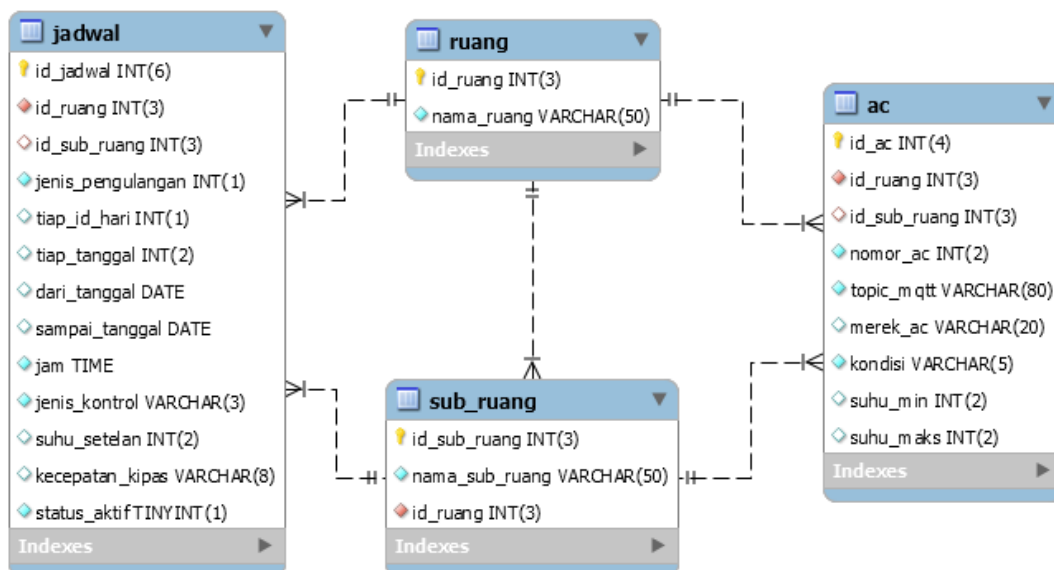 jadwal
id_jadwal INT(6)
id_ruang INT(3)
id_sub_ruang INT(3)
jenis_pengulangan INT(1)
tiap_id_hari INT(1)
tiap_tanggal INT(2)
dari_tanggal DATE
sampai_tanggal DATE
jam TIME
jenis_kontrol VARCHAR(3)
suhu_setelan INT(2)
kecepatan_kipas VARCHAR(8)
status_aktif TINYINT(1)
Indexes
ruang
id_ruang INT(3)
nama_ruang VARCHAR(50)
Indexes
sub_ruang
id_sub_ruang INT(3)
nama_sub_ruang VARCHAR(50)
id_ruang INT(3)
Indexes
ac
id_ac INT(4)
id_ruang INT(3)
id_sub_ruang INT(3)
nomor_ac INT(2)
topic_mqtt VARCHAR(80)
merek_ac VARCHAR(20)
kondisi VARCHAR(5)
suhu_min INT(2)
suhu_maks INT(2)
Indexes